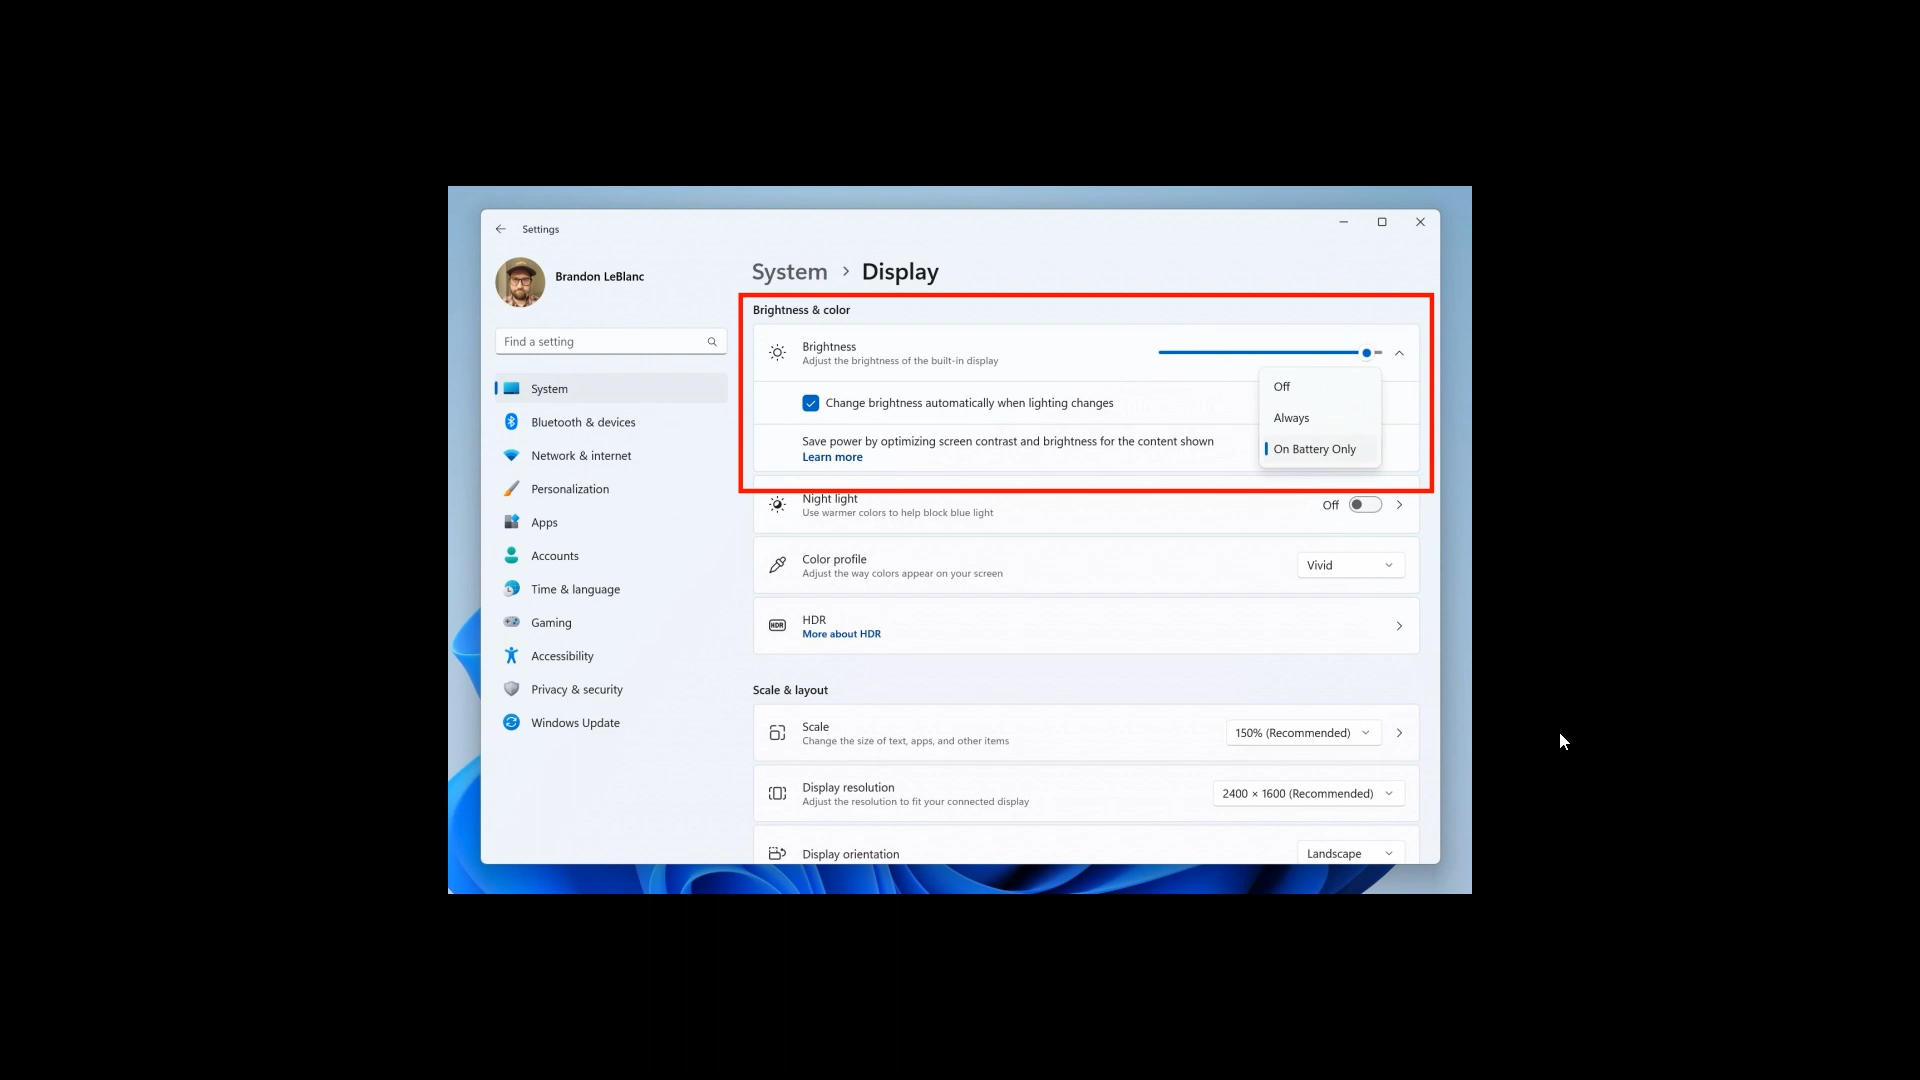 Settings
Brandon LeBlanc
Find a setting
System
Bluetooth & devices
Network & internet
Personalization
Apps
Accounts
Time & language
Gaming
Accessibility
Privacy & security
Windows Update
System > Display
Brightness & color
Brightness
Adjust the brightness of the built-in display
Change brightness automatically when lighting changes
Save power by optimizing screen contrast and brightness for the content shown
Learn more
Off
Always
On Battery Only
Night light
Use warmer colors to help block blue light
Off
Color profile
Adjust the way colors appear on your screen
Vivid
HDR
HDR
More about HDR
Scale & layout
Scale
Change the size of text, apps, and other items
150% (Recommended)
Display resolution
Adjust the resolution to fit your connected display
2400 × 1600 (Recommended)
Display orientation
Landscape